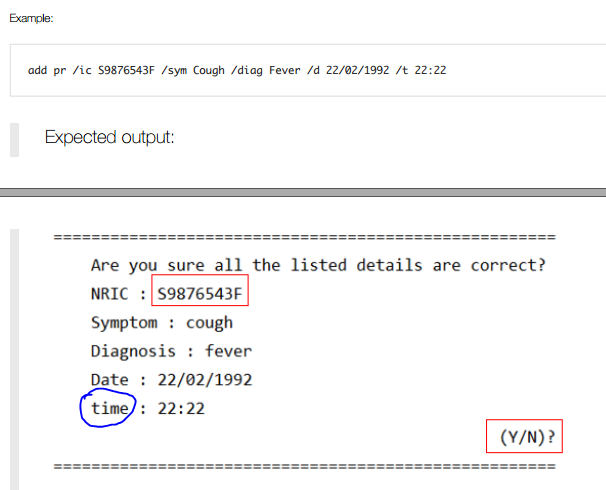 Example:
add pr /ic S9876543F /sym Cough /diag Fever /d 22/02/1992 /t 22:22
Expected output:
=====================================================
Are you sure all the listed details are correct?
NRIC : S9876543F
Symptom : cough
Diagnosis : fever
Date : 22/02/1992
time : 22:22
(Y/N)?
=====================================================